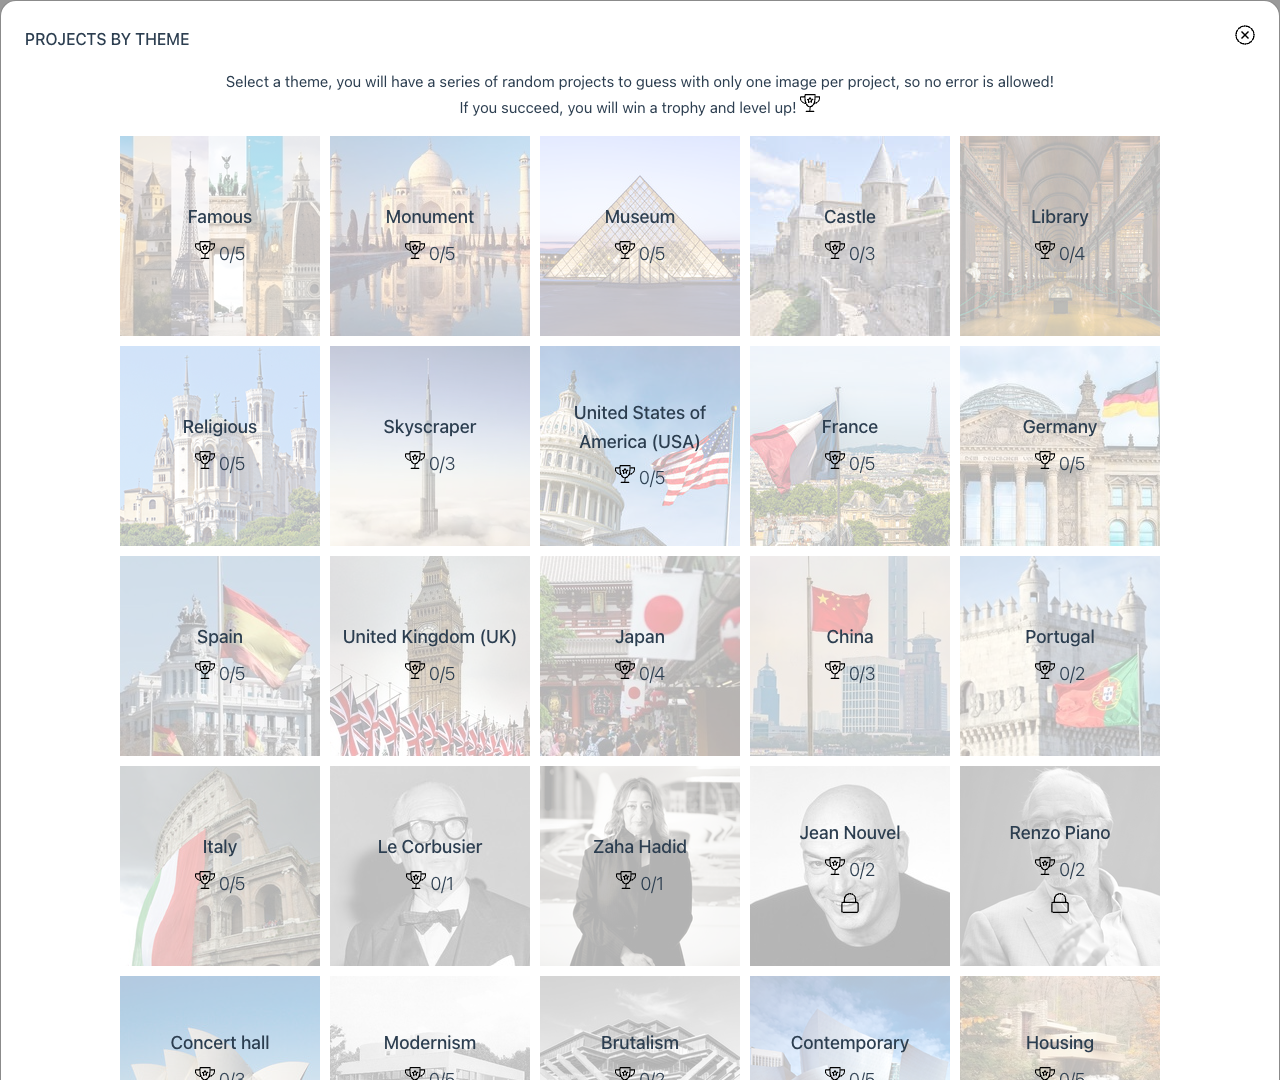 PROJECTS BY THEME
Select a theme, you will have a series of random projects to guess with only one image per project, so no error is allowed!
If you succeed, you will win a trophy and level up!
Famous
0/5
Monument
0/5
Museum
0/5
Castle
0/3
Library
0/4
Religious
0/5
Skyscraper
0/3
United States of
America (USA)
0/5
France
0/5
Germany
0/5
Spain
0/5
United Kingdom (UK)
0/5
Japan
0/4
China
0/3
Portugal
0/2
Italy
0/5
Le Corbusier
0/1
Zaha Hadid
0/1
Jean Nouvel
0/2
Renzo Piano
0/2
Concert hall
0/3
Modernism
0/5
Brutalism
0/2
Contemporary
0/5
Housing
0/5